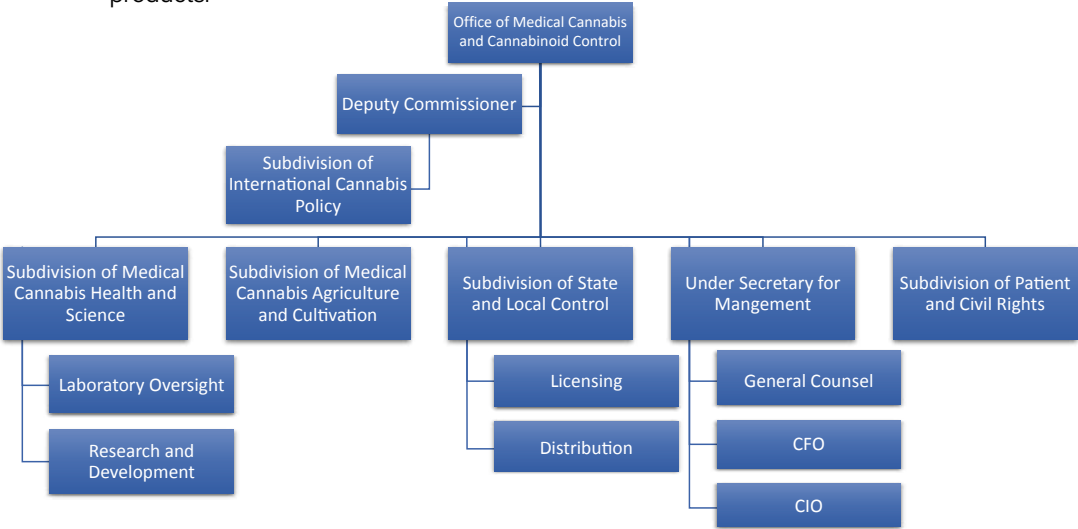 products.
Office of Medical Cannabis
and Cannabinoid Control
Deputy Commissioner
Subdivision of
International Cannabis
Policy
Subdivision of Medical
Cannabis Health and
Science
Subdivision of Medical
Cannabis Agriculture
and Cultivation
Subdivision of State
and Local Control
Under Secretary for
Mangement
Subdivision of Patient
and Civil Rights
Laboratory Oversight
Research and
Development
Licensing
Distribution
General Counsel
CFO
CIO